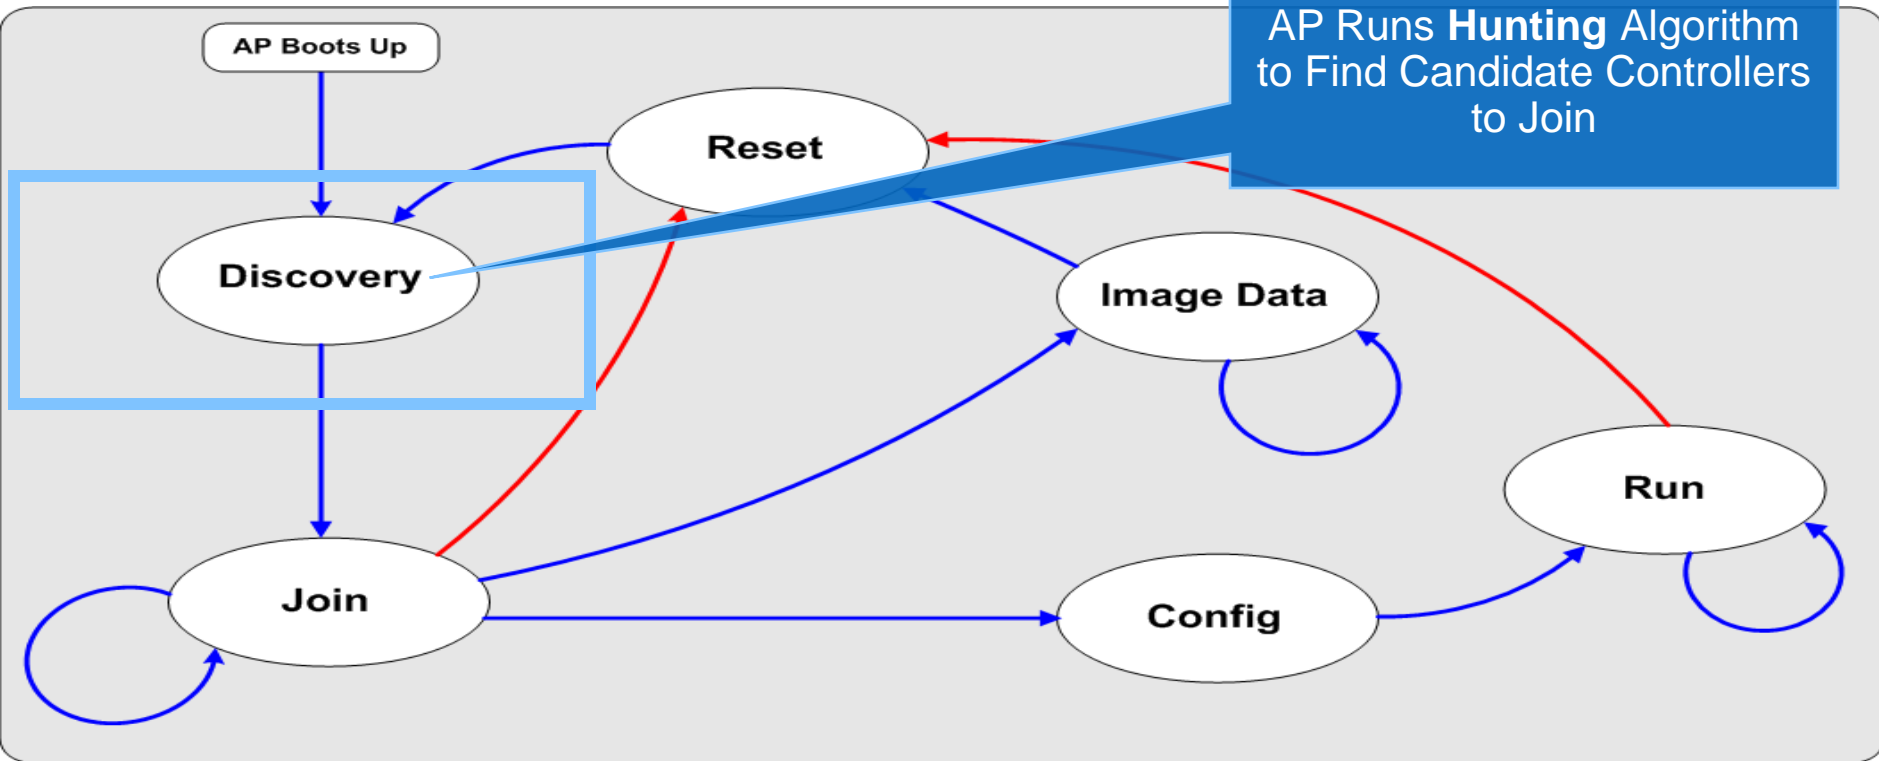 AP Boots Up
AP Runs Hunting Algorithm
to Find Candidate Controllers
to Join
Reset
Discovery
Image Data
Run
Join
Config